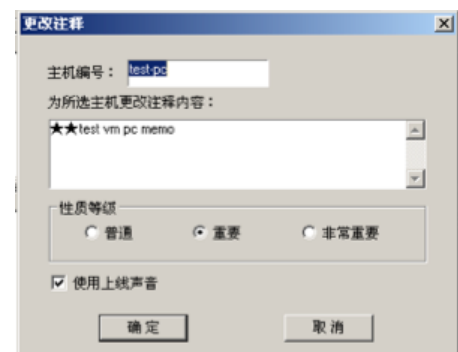 更改注释
主机编号： test-pc
为所选主机更改注释内容：
★★test vm pc memo
性质等级
普通 重要 非常重要
使用上线声音
确定 取消